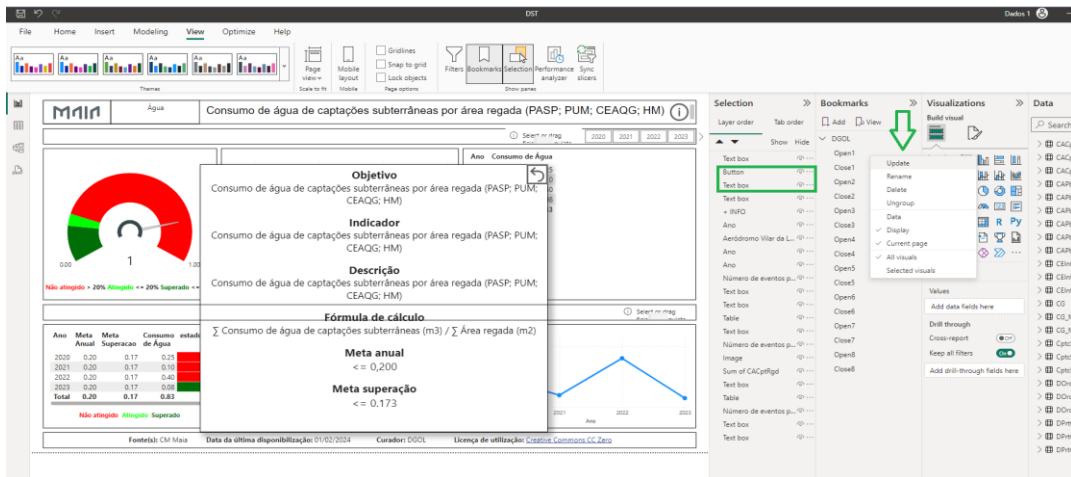 DST
Dados 1
File Home Insert Modeling View Optimize Help
Aa Aa Aa Aa Aa Aa
Page view
Mobile layout
Gridlines
Snap to grid
Lock objects
Filters Bookmarks Selection Performance analyzer Sync slicers
Themes Scale to fit Mobile Page options Show panes
MAIA
Água
Consumo de água de captações subterrâneas por área regada (PASP; PUM; CEAQG; HM)
2020 2021 2022 2023
Ano Consumo de Água
0.00
1
1.00
Não atingido > 20% Atingido <= 20% Superado <=
Objetivo
Consumo de água de captações subterrâneas por área regada (PASP; PUM;
CEAQG; HM)
Indicador
Consumo de água de captações subterrâneas por área regada (PASP; PUM;
CEAQG; HM)
Descrição
Consumo de água de captações subterrâneas por área regada (PASP; PUM;
CEAQG; HM)
Fórmula de cálculo
∑ Consumo de água de captações subterrâneas (m3) / ∑ Área regada (m2)
Meta anual
<= 0,200
Meta superação
<= 0.173
Ano Meta Anual Meta Superacao Consumo de Água estado
2020 0.20 0.17 0.25
2021 0.20 0.17 0.10
2022 0.20 0.17 0.40
2023 0.20 0.17 0.08
Total 0.20 0.17 0.83
Não atingido Atingido Superado
2021 2022 2023
Ano
Fonte(s): CM Maia Data da última disponibilização: 01/02/2024 Curador: DGOL Licença de utilização: Creative Commons CC Zero
Selection
Layer order Tab order
Show Hide
Text box
Button
Text box
Text box
+ INFO
Ano
Aeródromo Vilar da L...
Ano
Ano
Número de eventos p...
Text box
Text box
Table
Text box
Número de eventos p...
Image
Sum of CACptRgd
Text box
Table
Número de eventos p...
Text box
Text box
Bookmarks
Add View
DGOL
Open1
Close1
Open2
Close2
Open3
Close3
Open4
Close4
Open5
Close5
Open6
Close6
Open7
Close7
Open8
Close8
Update
Rename
Delete
Ungroup
Data
Display
Current page
All visuals
Selected visuals
Visualizations
Build visual
R Py
Values
Add data fields here
Drill through
Cross-report Off
Keep all filters On
Add drill-through fields here
Data
Search